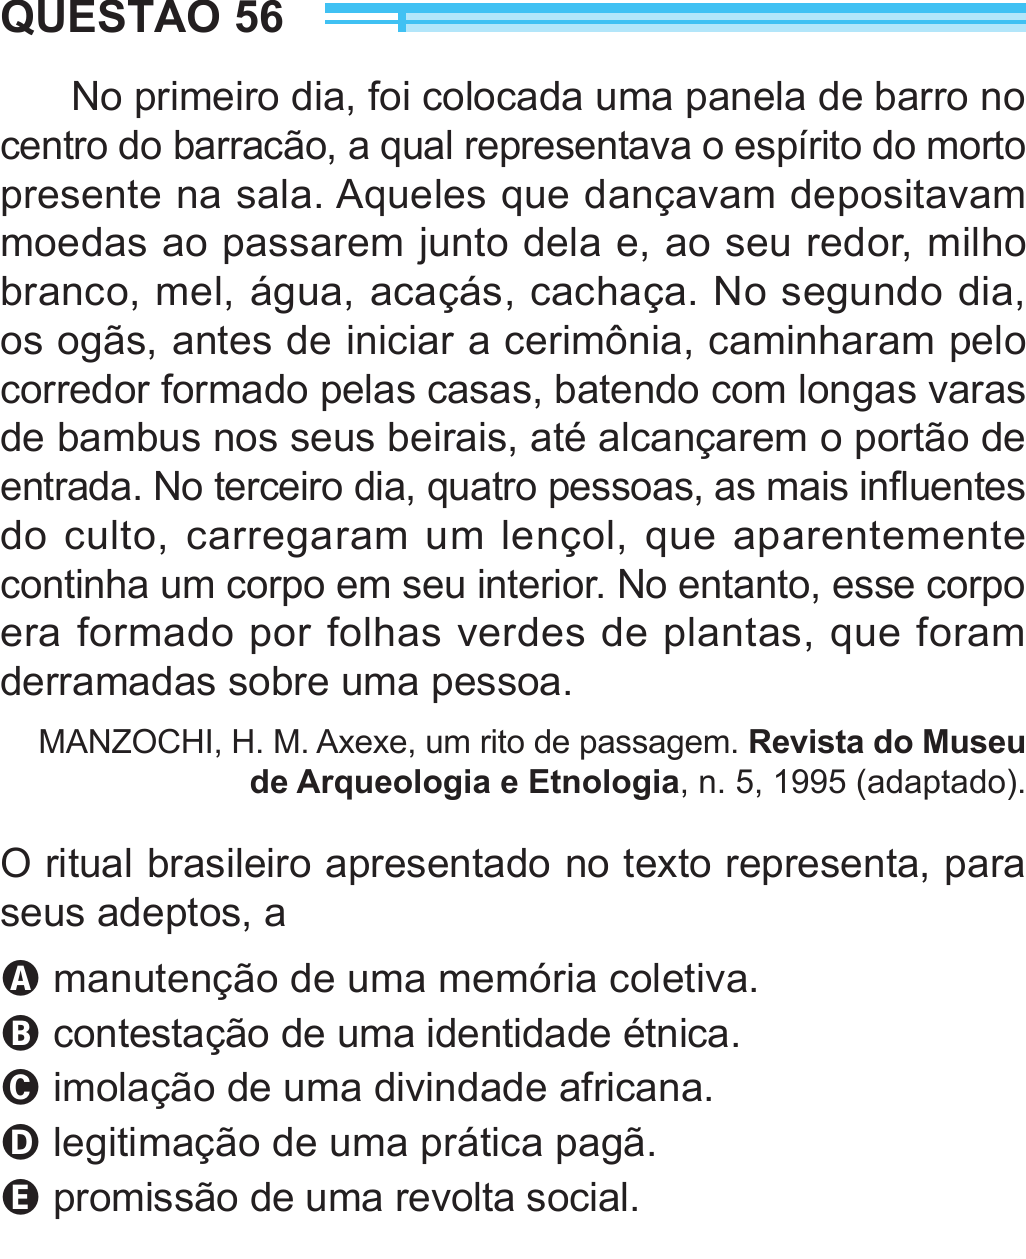 QUESTÃO 56
No primeiro dia, foi colocada uma panela de barro no
centro do barracão, a qual representava o espírito do morto
presente na sala. Aqueles que dançavam depositavam
moedas ao passarem junto dela e, ao seu redor, milho
branco, mel, água, acaçás, cachaça. No segundo dia,
os ogãs, antes de iniciar a cerimônia, caminharam pelo
corredor formado pelas casas, batendo com longas varas
de bambus nos seus beirais, até alcançarem o portão de
entrada. No terceiro dia, quatro pessoas, as mais influentes
do culto, carregaram um lençol, que aparentemente
continha um corpo em seu interior. No entanto, esse corpo
era formado por folhas verdes de plantas, que foram
derramadas sobre uma pessoa.
MANZOCHI, H. M. Axexe, um rito de passagem. Revista do Museu
de Arqueologia e Etnologia, n. 5, 1995 (adaptado).
O ritual brasileiro apresentado no texto representa, para
seus adeptos, a
A manutenção de uma memória coletiva.
B contestação de uma identidade étnica.
C imolação de uma divindade africana.
D legitimação de uma prática pagã.
E promissão de uma revolta social.